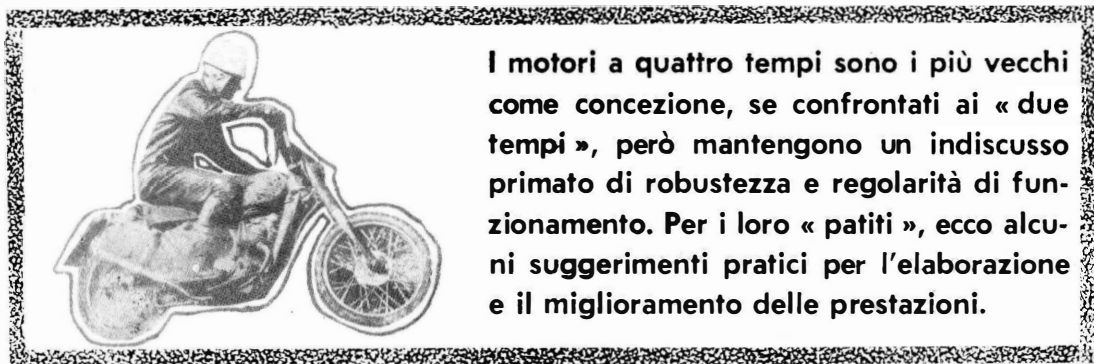 I motori a quattro tempi sono i più vecchi
come concezione, se confrontati ai « due
tempi », però mantengono un indiscusso
primato di robustezza e regolarità di fun-
zionamento. Per i loro « patiti », ecco alcu-
ni suggerimenti pratici per l'elaborazione
e il miglioramento delle prestazioni.